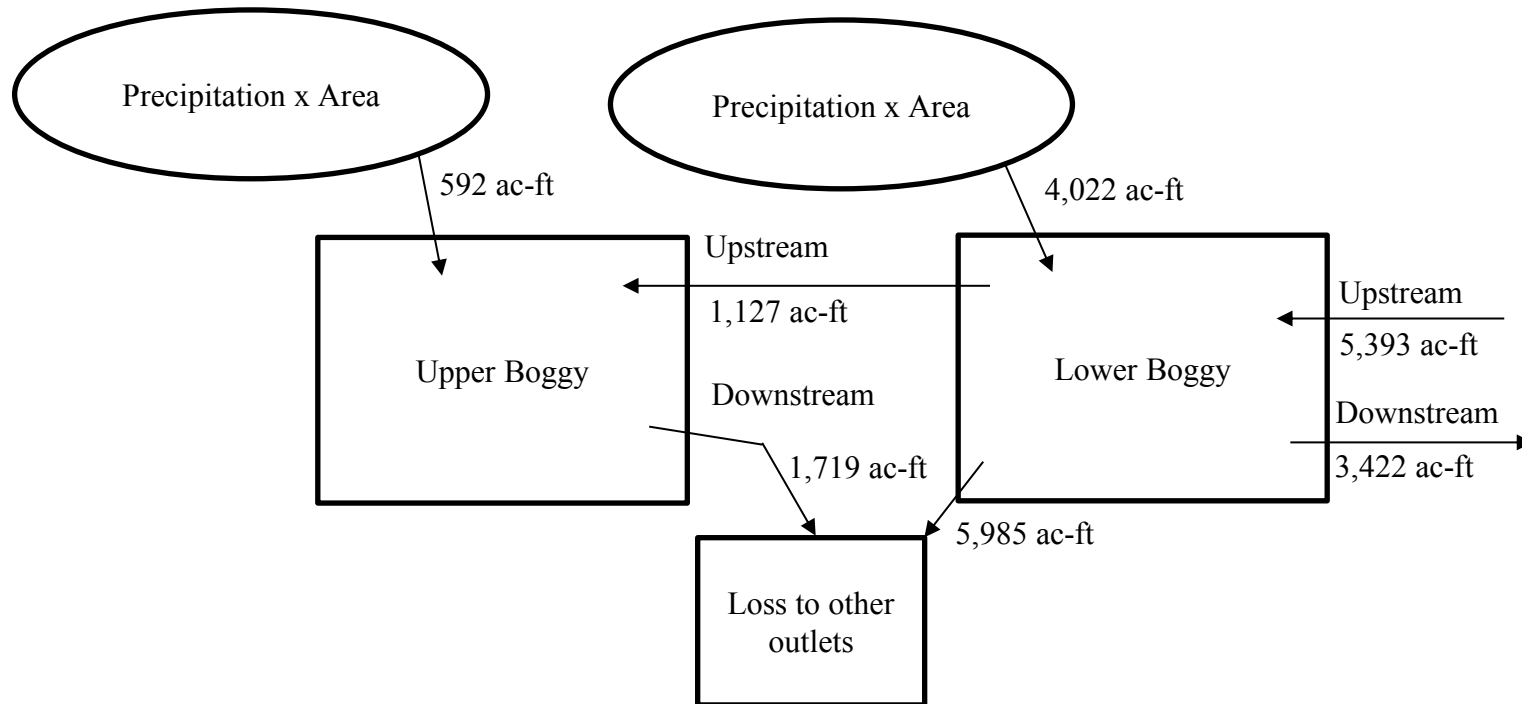 Precipitation x Area
Precipitation x Area
592 ac-ft
4,022 ac-ft
Upstream
1,127 ac-ft
Upstream
5,393 ac-ft
Upper Boggy
Lower Boggy
Downstream
1,719 ac-ft
Downstream
3,422 ac-ft
5,985 ac-ft
Loss to other
outlets